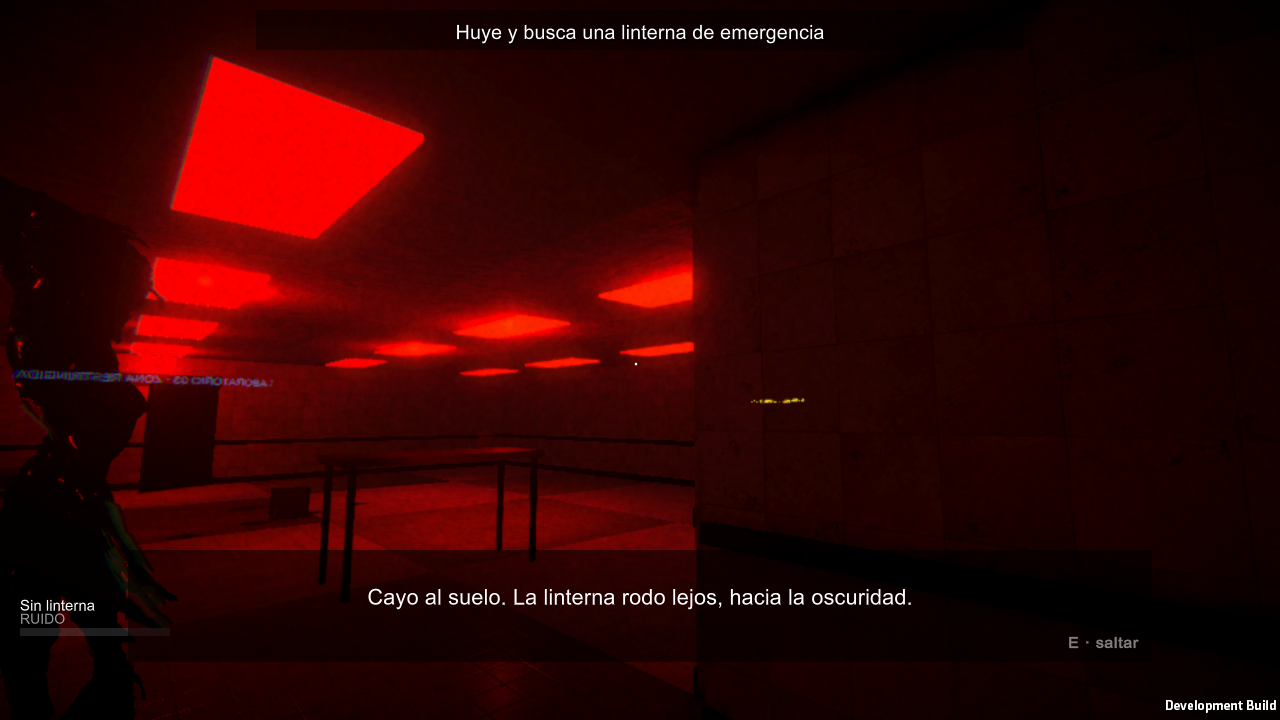 Huye y busca una linterna de emergencia
Cayo al suelo. La linterna rodo lejos, hacia la oscuridad.
Sin linterna
RUIDO
E · saltar
Development Build